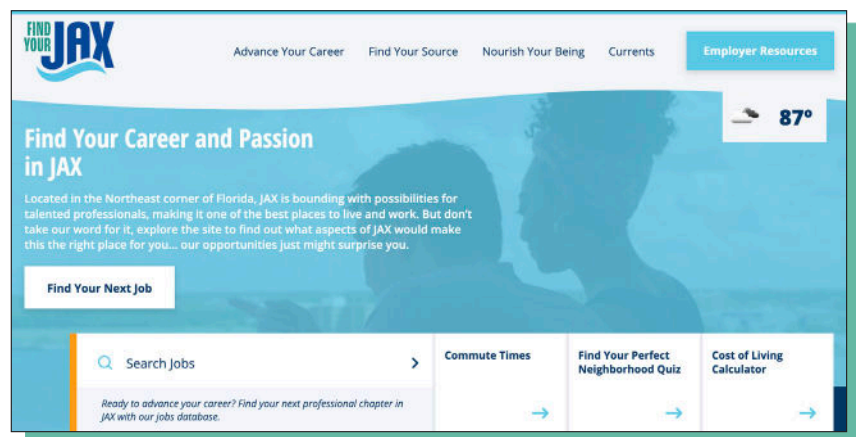 FIND
YOUR JAX
Advance Your Career Find Your Source Nourish Your Being Currents Employer Resources
87°
Find Your Career and Passion
in JAX
Located in the Northeast corner of Florida, JAX is bounding with possibilities for
talented professionals, making it one of the best places to live and work. But don't
take our word for it, explore the site to find out what aspects of JAX would make
this the right place for you... our opportunities just might surprise you.
Find Your Next Job
Search Jobs
Ready to advance your career? Find your next professional chapter in
JAX with our jobs database.
Commute Times
Find Your Perfect
Neighborhood Quiz
Cost of Living
Calculator